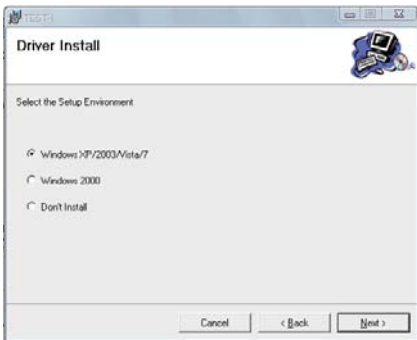 Driver Install
Select the Setup Environment
Windows XP/2003/Vista/7
Windows 2000
Don't Install
Cancel
< Back
Next >